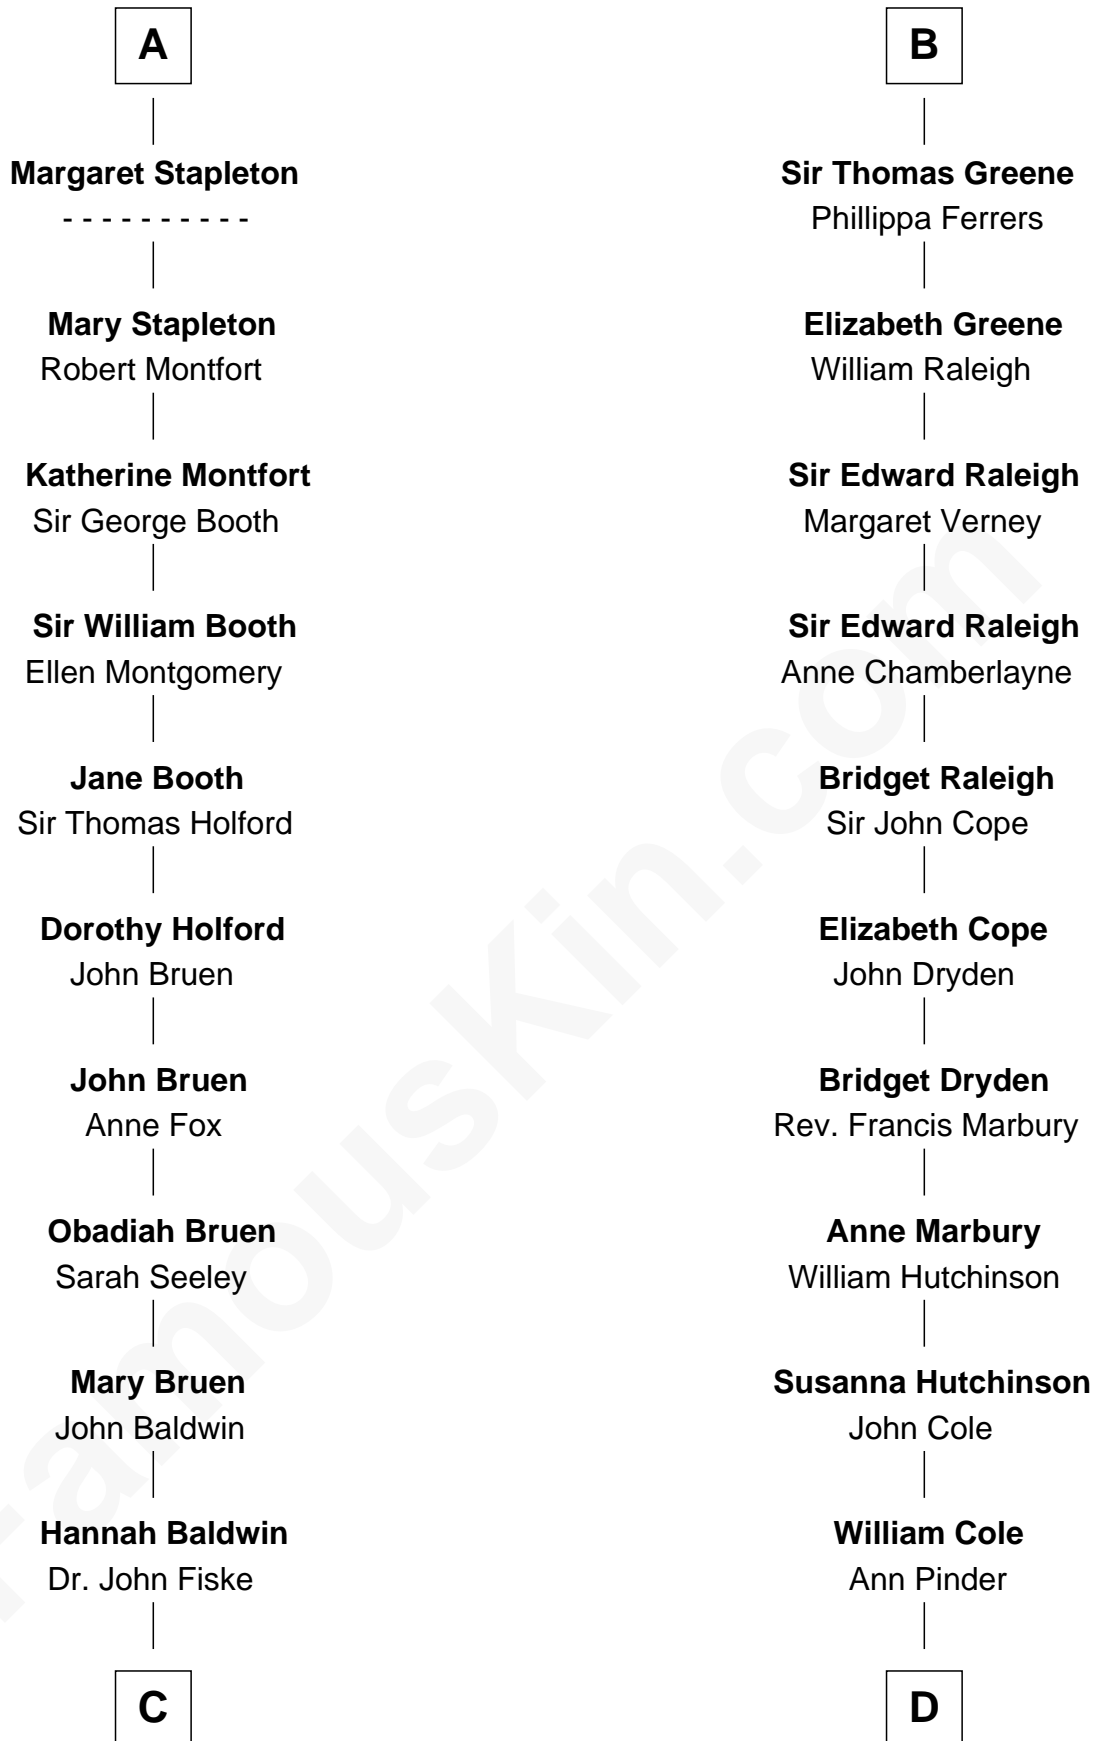 A
Margaret Stapleton
- - - - - - - - - -
Mary Stapleton
Robert Montfort
Katherine Montfort
Sir George Booth
Sir William Booth
Ellen Montgomery
Jane Booth
Sir Thomas Holford
Dorothy Holford
John Bruen
John Bruen
Anne Fox
Obadiah Bruen
Sarah Seeley
Mary Bruen
John Baldwin
Hannah Baldwin
Dr. John Fiske
C
B
Sir Thomas Greene
Phillippa Ferrers
Elizabeth Greene
William Raleigh
Sir Edward Raleigh
Margaret Verney
Sir Edward Raleigh
Anne Chamberlayne
Bridget Raleigh
Sir John Cope
Elizabeth Cope
John Dryden
Bridget Dryden
Rev. Francis Marbury
Anne Marbury
William Hutchinson
Susanna Hutchinson
John Cole
William Cole
Ann Pinder
D
FamousKin.com